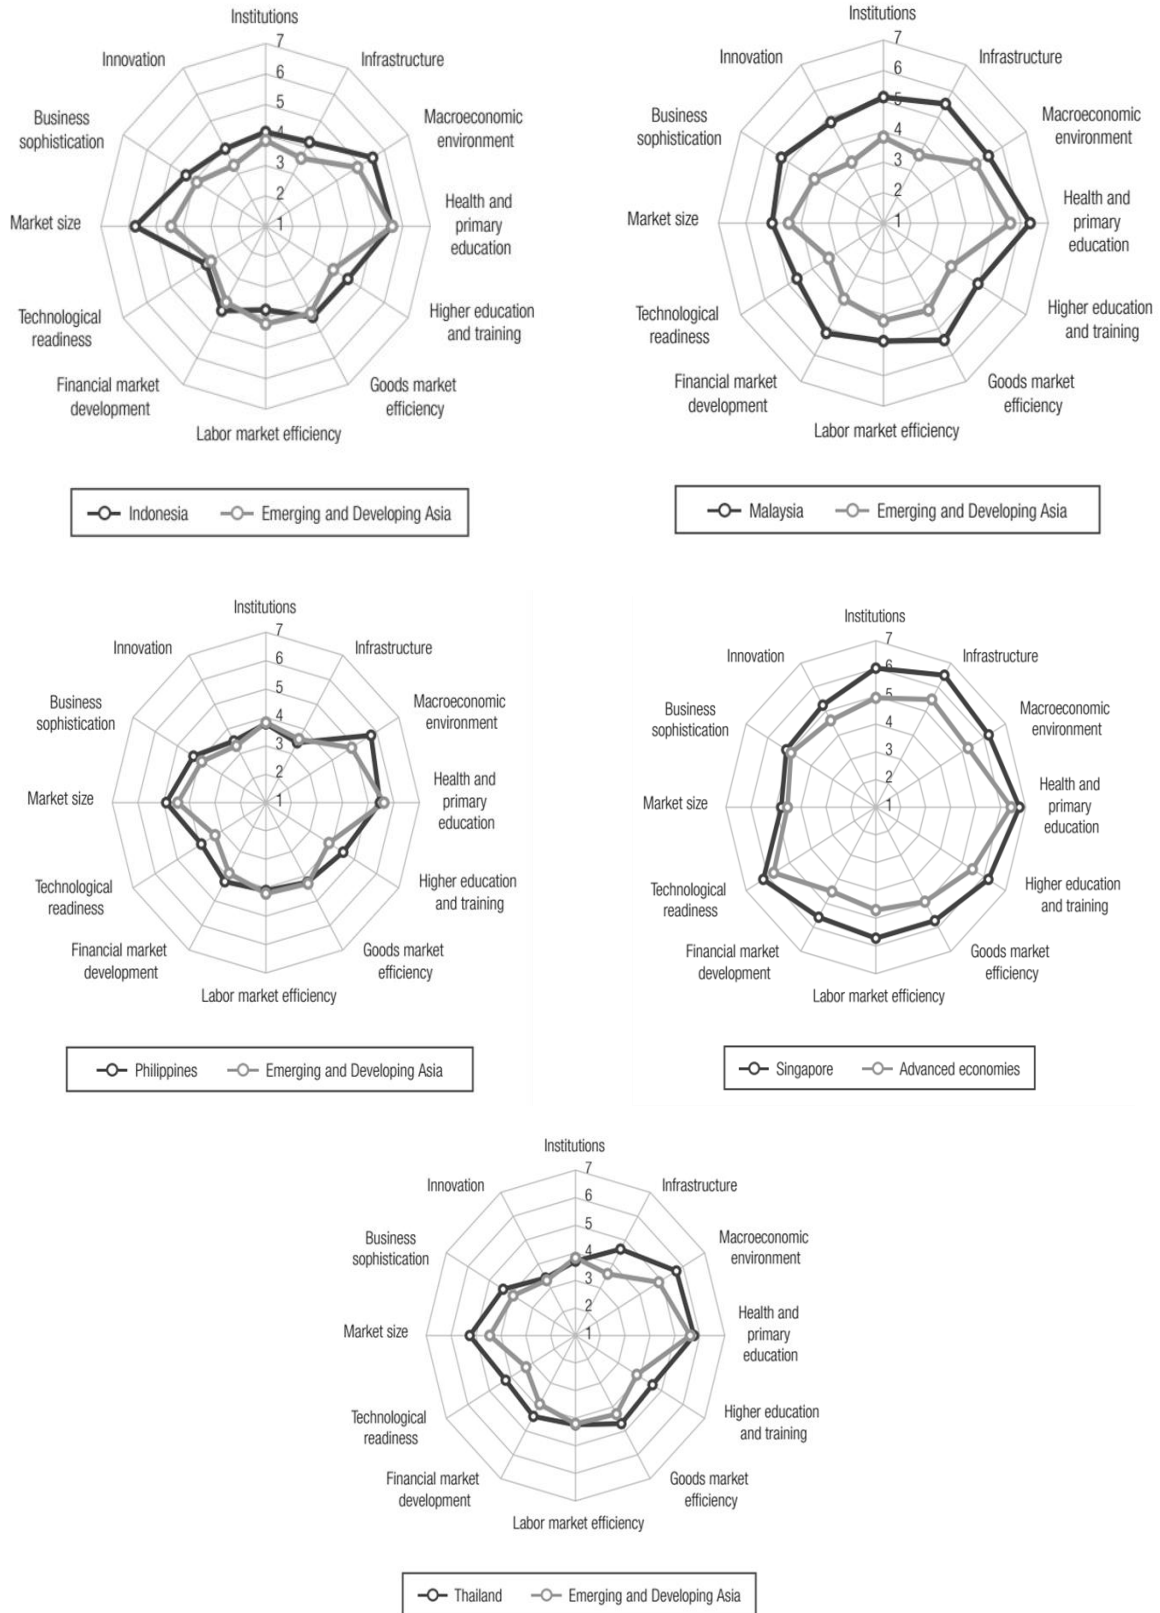 Institutions
7
Innovation
Infrastructure
6
5
Business
sophistication
Macroeconomic
environment
4
3
2
Market size
1
Health and
primary
education
Technological
readiness
Higher education
and training
Financial market
development
Goods market
efficiency
Labor market efficiency
Indonesia
Emerging and Developing Asia
Institutions
7
Innovation
Infrastructure
6
5
Business
sophistication
Macroeconomic
environment
4
3
2
Market size
1
Health and
primary
education
Technological
readiness
Higher education
and training
Financial market
development
Goods market
efficiency
Labor market efficiency
Malaysia
Emerging and Developing Asia
Institutions
7
Innovation
Infrastructure
6
5
Business
sophistication
Macroeconomic
environment
4
3
2
Market size
1
Health and
primary
education
Technological
readiness
Higher education
and training
Financial market
development
Goods market
efficiency
Labor market efficiency
Philippines
Emerging and Developing Asia
Institutions
7
Innovation
Infrastructure
6
5
Business
sophistication
Macroeconomic
environment
4
3
2
Market size
1
Health and
primary
education
Technological
readiness
Higher education
and training
Financial market
development
Goods market
efficiency
Labor market efficiency
Singapore
Advanced economies
Institutions
7
Innovation
Infrastructure
6
5
Business
sophistication
Macroeconomic
environment
4
3
2
Market size
1
Health and
primary
education
Technological
readiness
Higher education
and training
Financial market
development
Goods market
efficiency
Labor market efficiency
Thailand
Emerging and Developing Asia